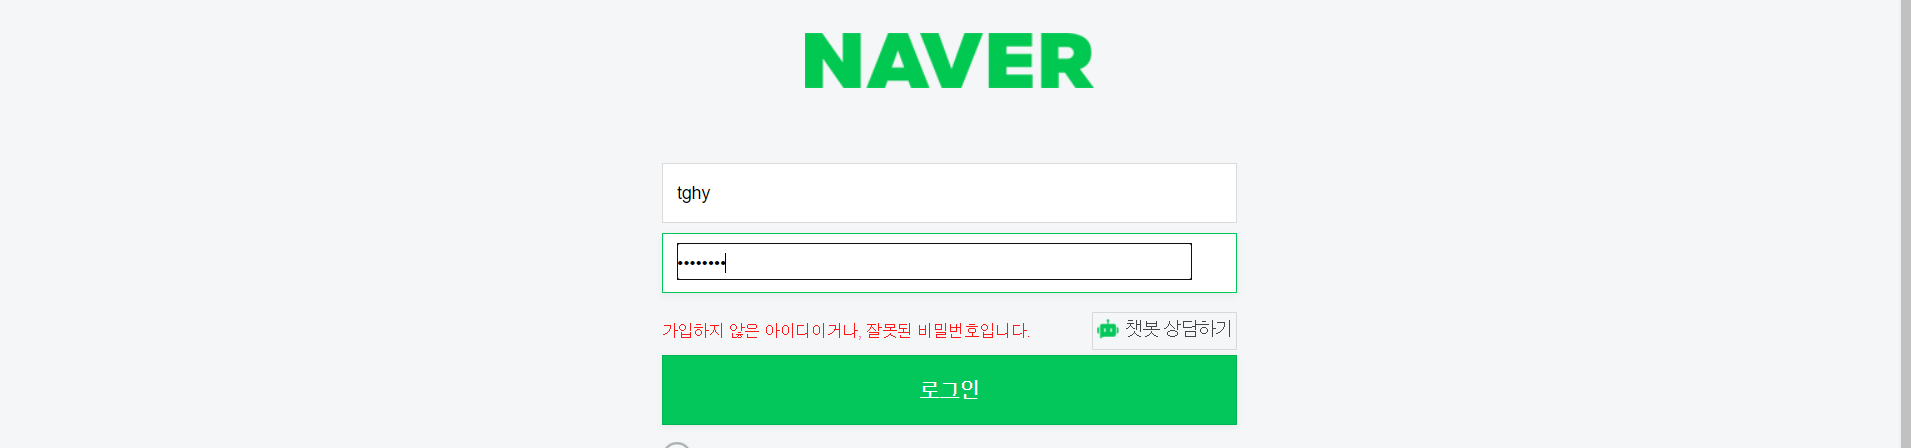 NAVER
tghy
••••••••
가입하지 않은 아이디이거나, 잘못된 비밀번호입니다.
챗봇 상담하기
로그인